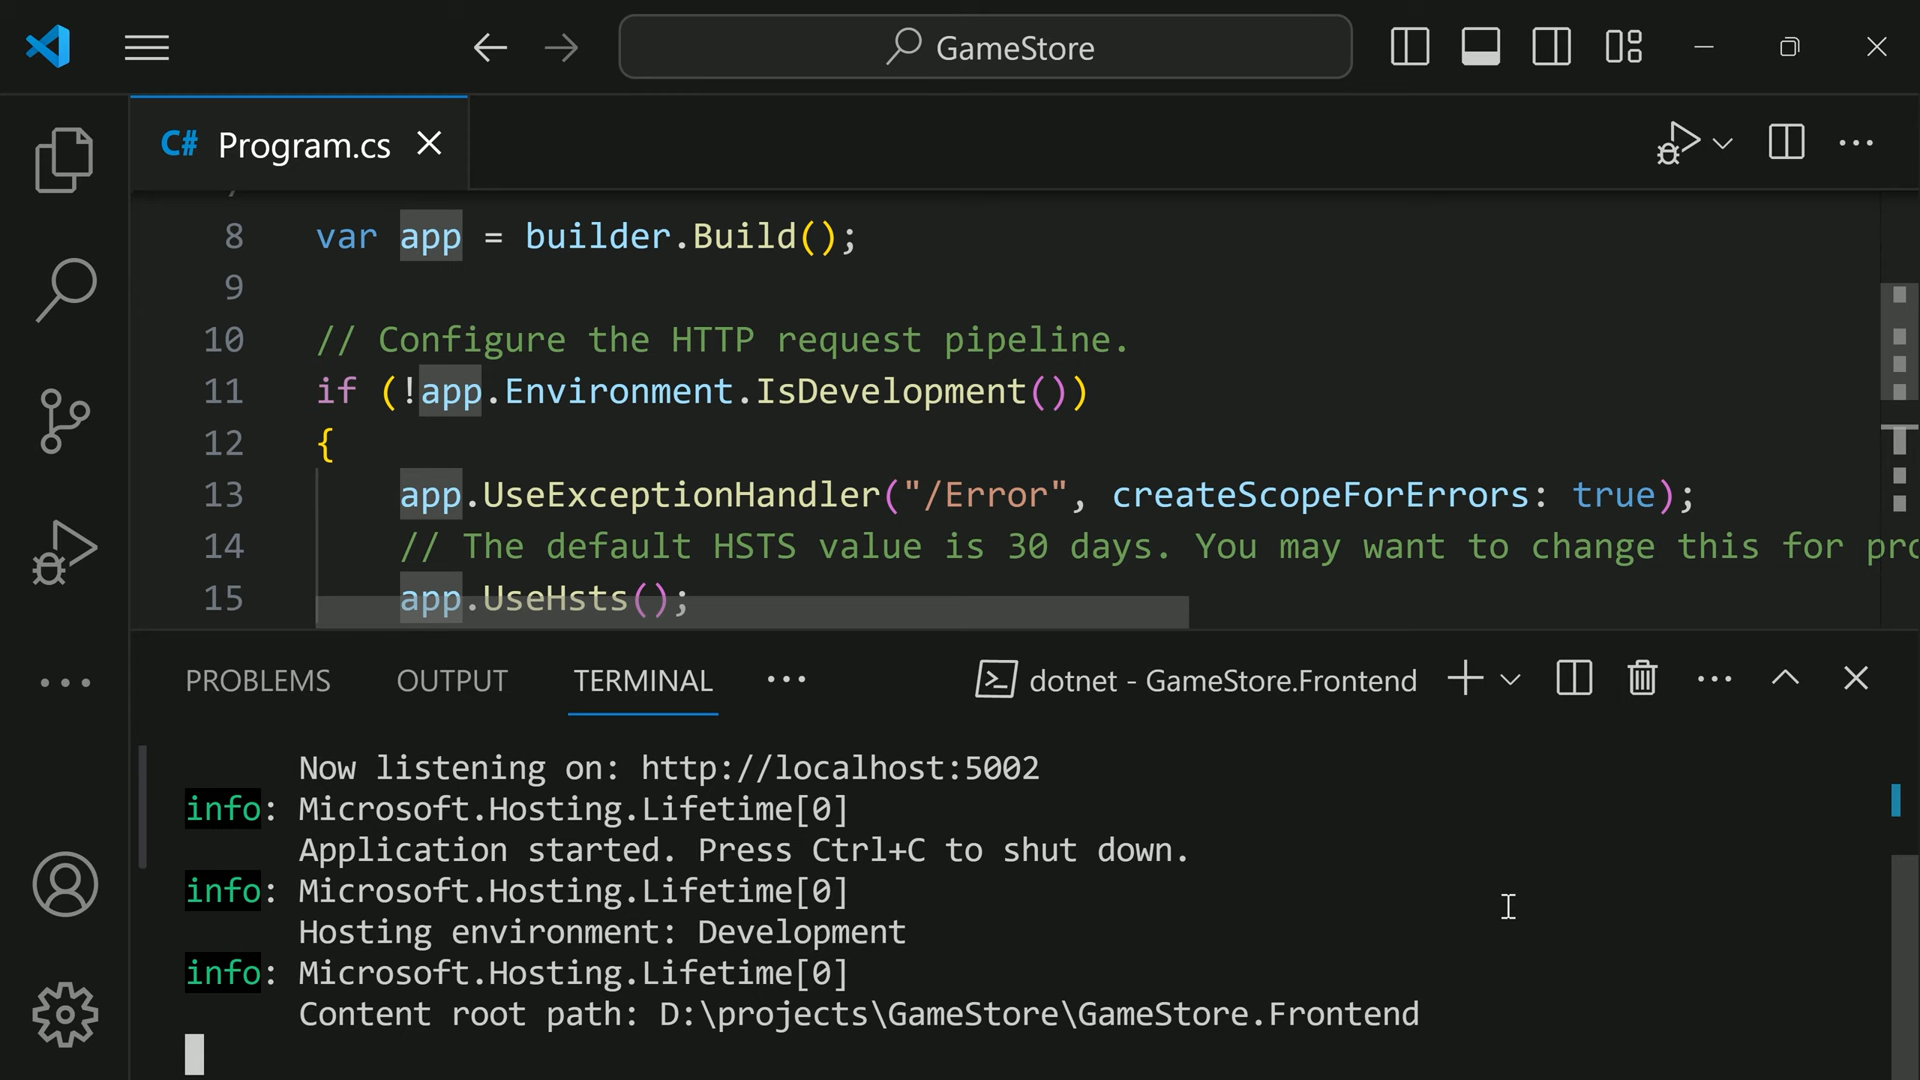 GameStore
C# Program.cs
8 var app = builder.Build();
9
10 // Configure the HTTP request pipeline.
11 if (!app.Environment.IsDevelopment())
12 {
13 app.UseExceptionHandler("/Error", createScopeForErrors: true);
14 // The default HSTS value is 30 days. You may want to change this for
15 app.UseHsts();
PROBLEMS OUTPUT TERMINAL dotnet - GameStore.Frontend
Now listening on: http://localhost:5002
info: Microsoft.Hosting.Lifetime[0]
Application started. Press Ctrl+C to shut down.
info: Microsoft.Hosting.Lifetime[0]
Hosting environment: Development
info: Microsoft.Hosting.Lifetime[0]
Content root path: D:\projects\GameStore\GameStore.Frontend